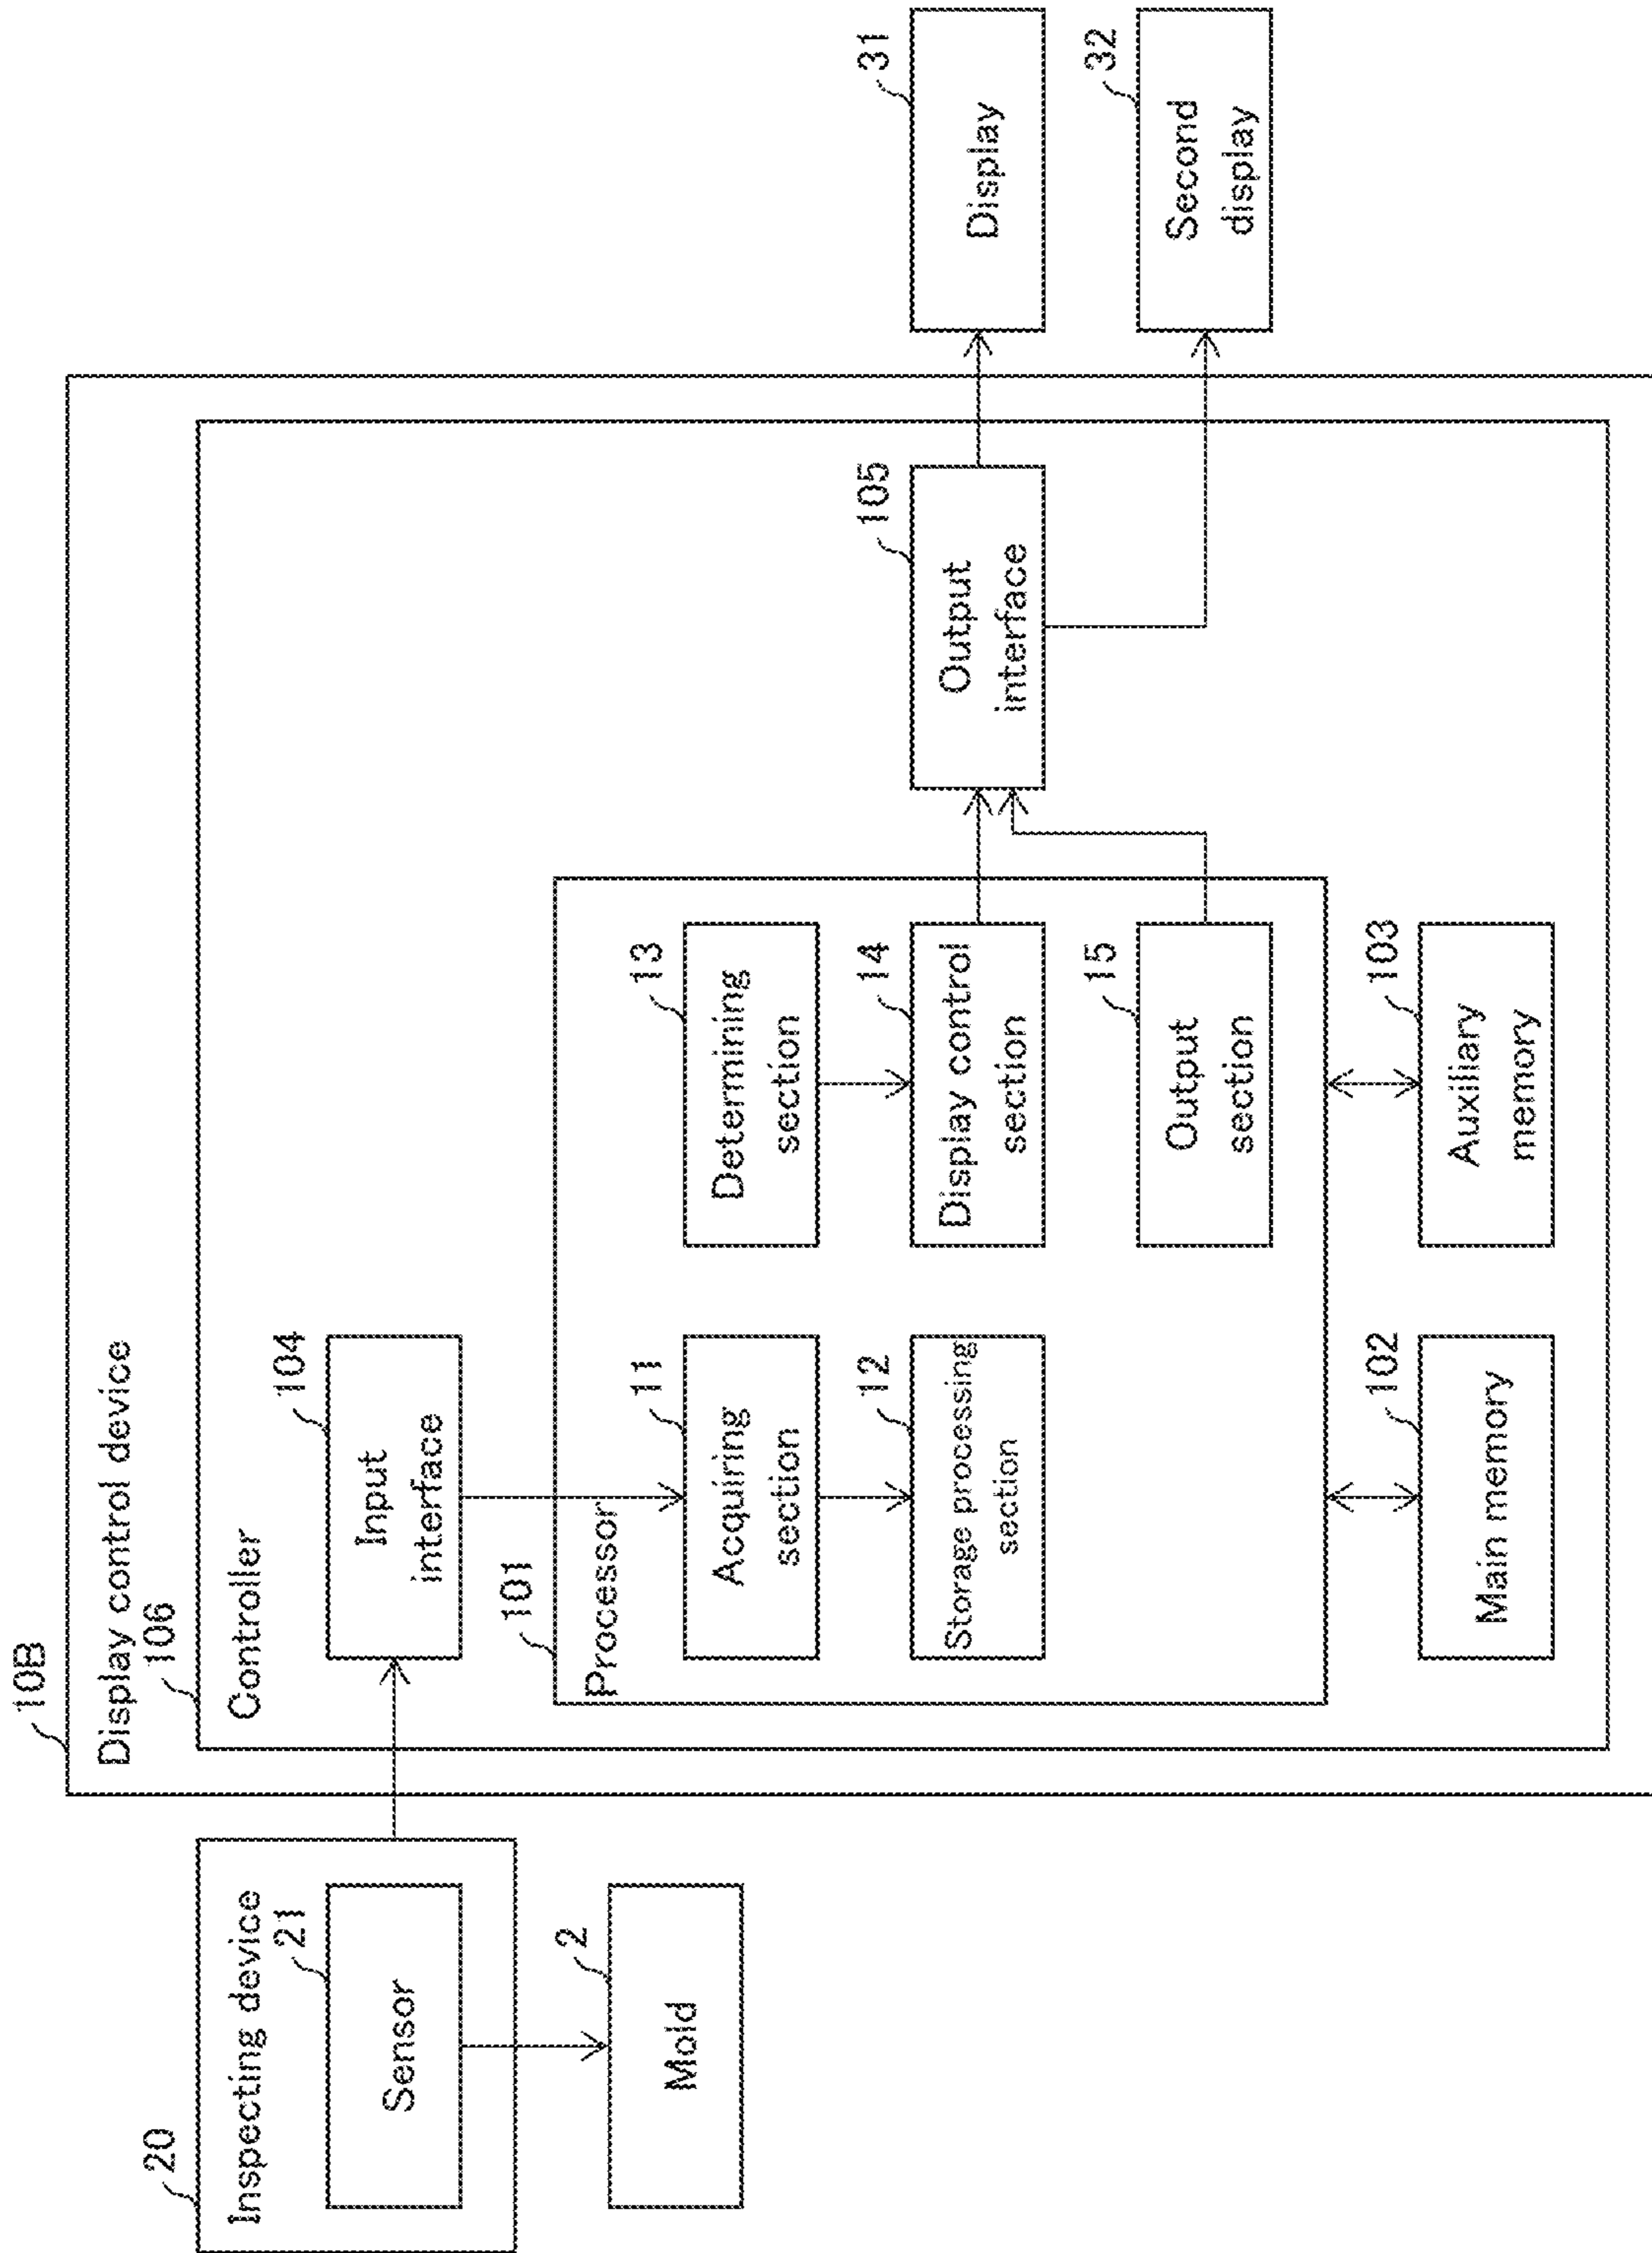 10B
Display control device
106
Controller
20
Inspecting device
21
Sensor
2
Mold
104
Input
interface
101
Processor
11
Acquiring
section
12
Storage processing
section
13
Determining
section
14
Display control
section
15
Output
section
102
Main memory
103
Auxiliary
memory
105
Output
interface
31
Display
32
Second
display